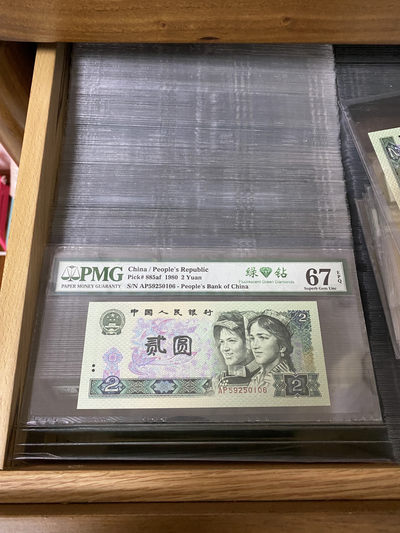 PMG
PAPER MONEY GUARANTY
China / People's Republic
Pick# 885af 1980 2 Yuan
S/N AP59250106 - People's Bank of China
綠 钻
Fluorescent Green Diamonds
67 EPQ
Superb Gem Unc
中国人民银行
贰圆
2
2
AP59250106